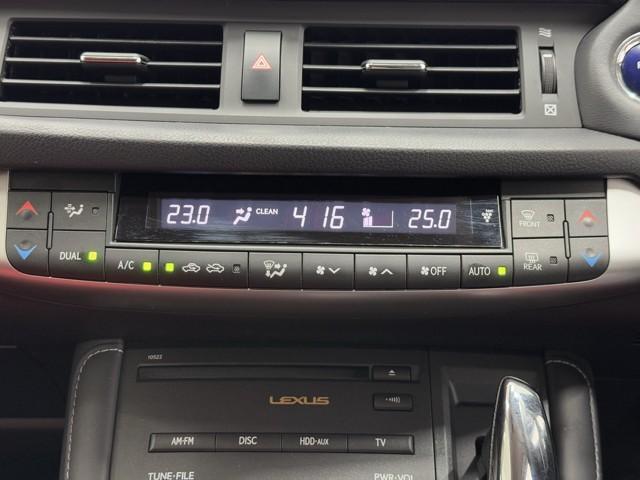 23.0 CLEAN 4 16 25.0
FRONT
DUAL A/C OFF AUTO REAR
10523
LEXUS
AM·FM DISC HDD·AUX TV
TUNE·FILE PWR·VOL